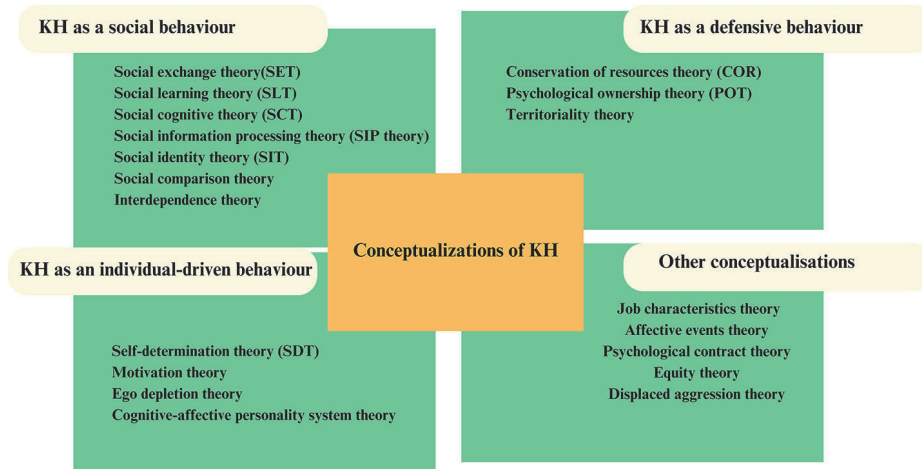 KH as a social behaviour
Social exchange theory(SET)
Social learning theory (SLT)
Social cognitive theory (SCT)
Social information processing theory (SIP theory)
Social identity theory (SIT)
Social comparison theory
Interdependence theory
KH as a defensive behaviour
Conservation of resources theory (COR)
Psychological ownership theory (POT)
Territoriality theory
Conceptualizations of KH
KH as an individual-driven behaviour
Self-determination theory (SDT)
Motivation theory
Ego depletion theory
Cognitive-affective personality system theory
Other conceptualisations
Job characteristics theory
Affective events theory
Psychological contract theory
Equity theory
Displaced aggression theory